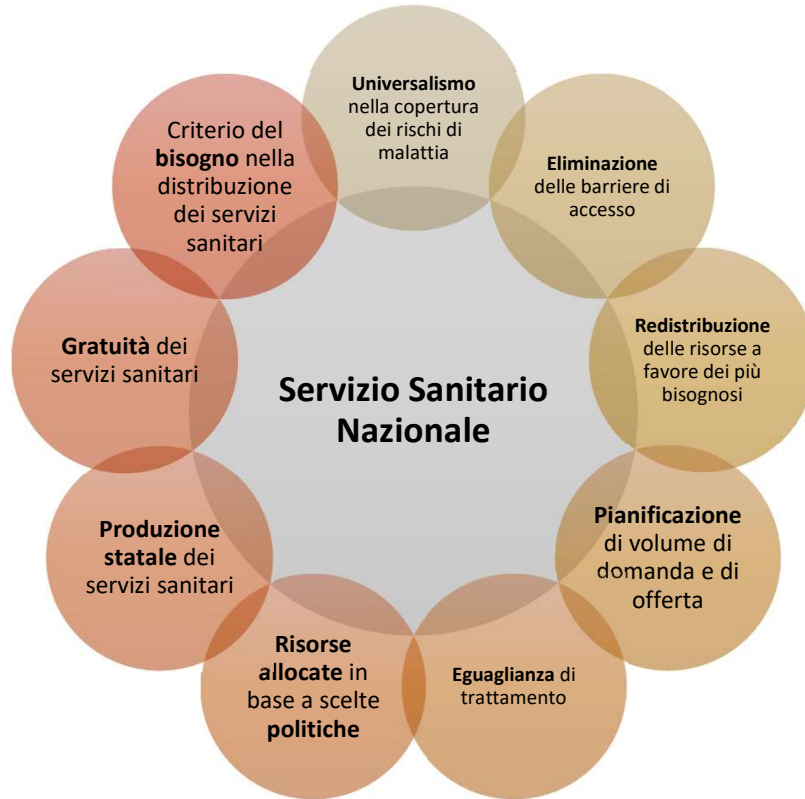 Universalismo
nella copertura
dei rischi di
malattia
Eliminazione
delle barriere di
accesso
Redistribuzione
delle risorse a
favore dei più
bisognosi
Pianificazione
di volume di
domanda e di
offerta
Eguaglianza di
trattamento
Risorse
allocate in
base a scelte
politiche
Produzione
statale dei
servizi sanitari
Gratuità dei
servizi sanitari
Criterio del
bisogno nella
distribuzione
dei servizi
sanitari
Servizio Sanitario
Nazionale